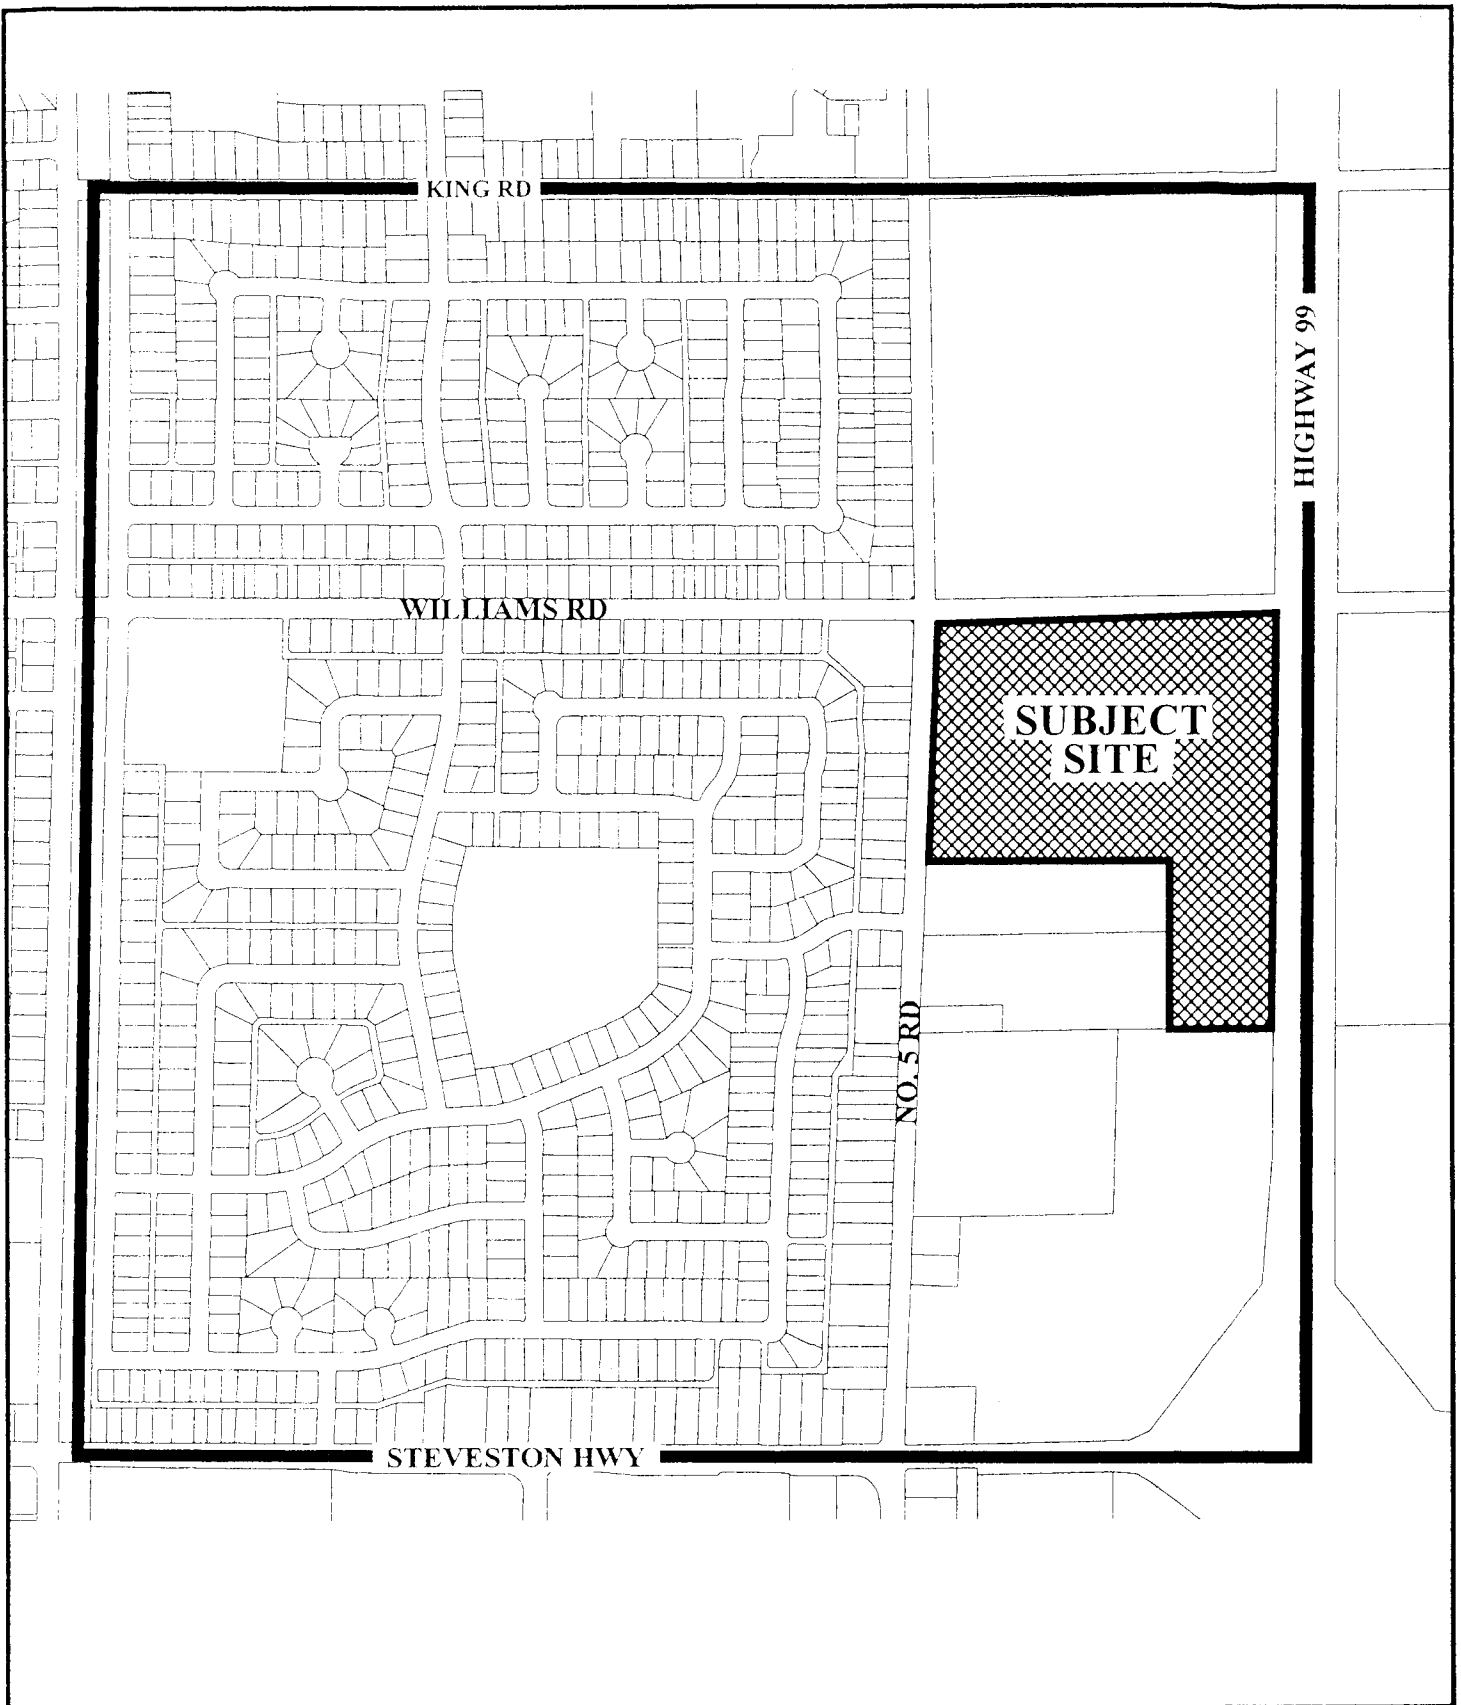 KING RD
HIGHWAY 99
WILLIAMS RD
SUBJECT
SITE
NO. 5 RD
STEVESTON HWY